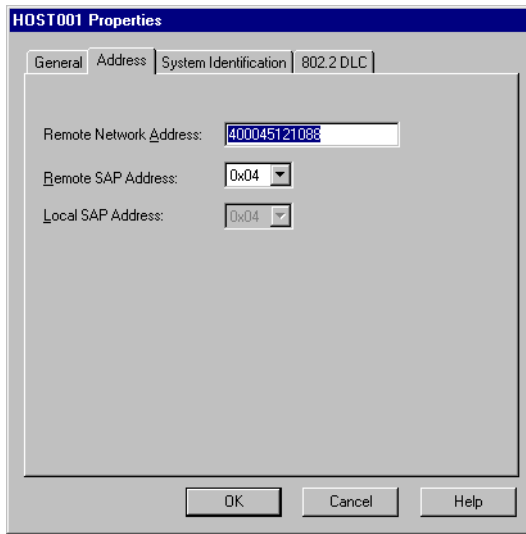 HOST001 Properties
General Address System Identification 802.2 DLC
Remote Network Address: 400045121088
Remote SAP Address: 0x04
Local SAP Address: 0x04
OK Cancel Help